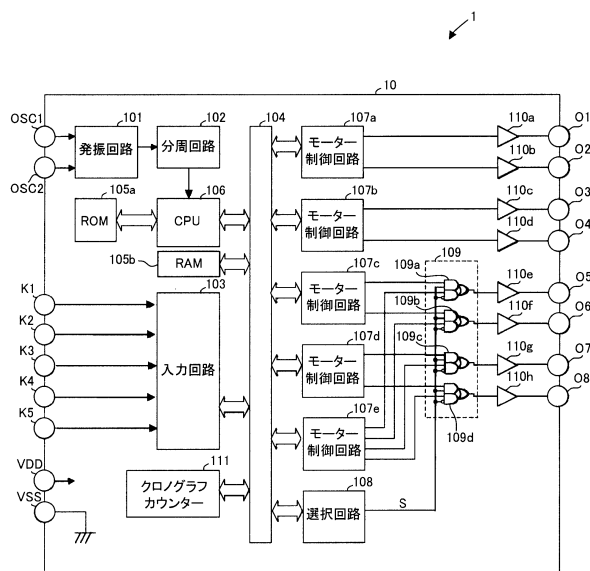 1
10
OSC1
OSC2
101
発振回路
102
分周回路
104
105a
ROM
106
CPU
105b
RAM
K1
K2
K3
K4
K5
103
入力回路
VDD
VSS
111
クロノグラフ
カウンター
107a
モーター
制御回路
107b
モーター
制御回路
107c
モーター
制御回路
107d
モーター
制御回路
107e
モーター
制御回路
108
選択回路
S
109
109a
109b
109c
109d
110a
O1
110b
O2
110c
O3
110d
O4
110e
O5
110f
O6
110g
O7
110h
O8